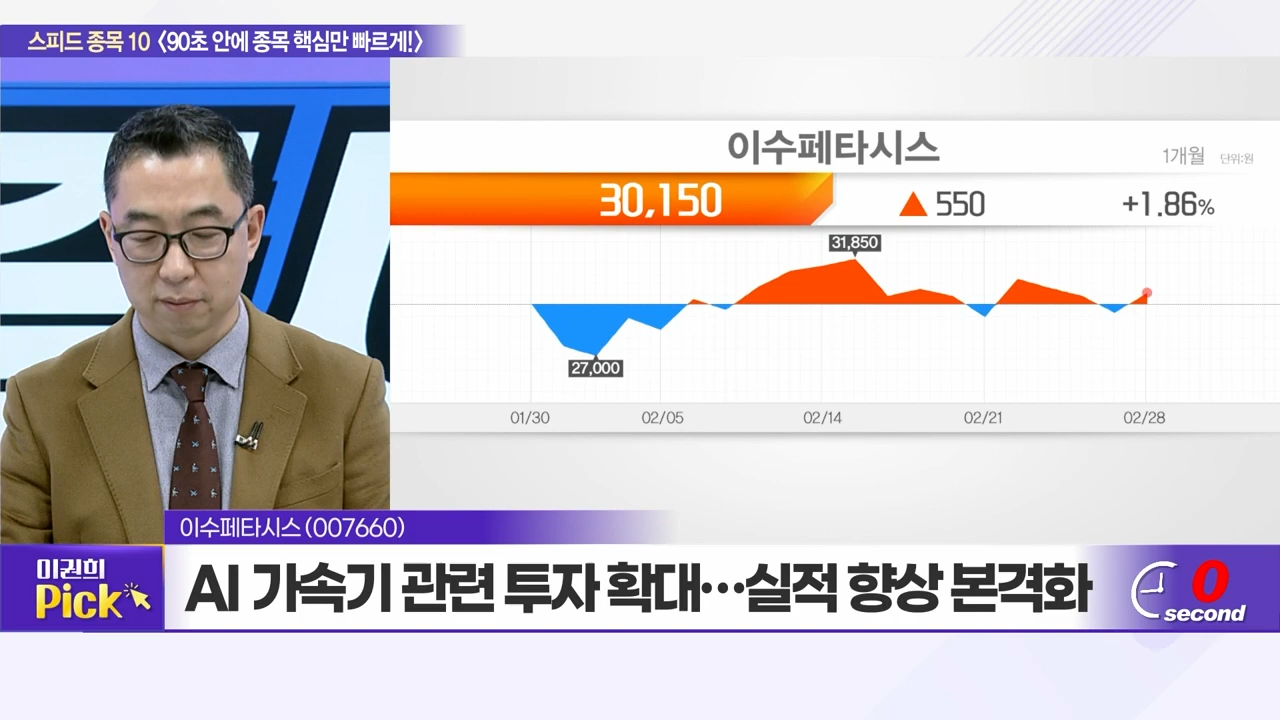 스피드 종목 10 <90초 안에 종목 핵심만 빠르게!>
이수페타시스
1개월 단위:원
30,150 ▲ 550 +1.86%
31,850
27,000
01/30 02/05 02/14 02/21 02/28
이수페타시스(007660)
이권희
Pick
AI 가속기 관련 투자 확대…실적 향상 본격화
0
second